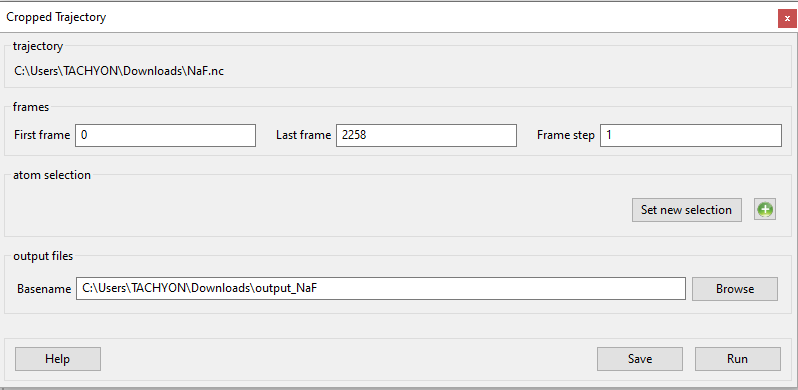 Cropped Trajectory
x
trajectory
C:\Users\TACHYON\Downloads\NaF.nc
frames
First frame 0 Last frame 2258 Frame step 1
atom selection
Set new selection
output files
Basename C:\Users\TACHYON\Downloads\output_NaF Browse
Help Save Run